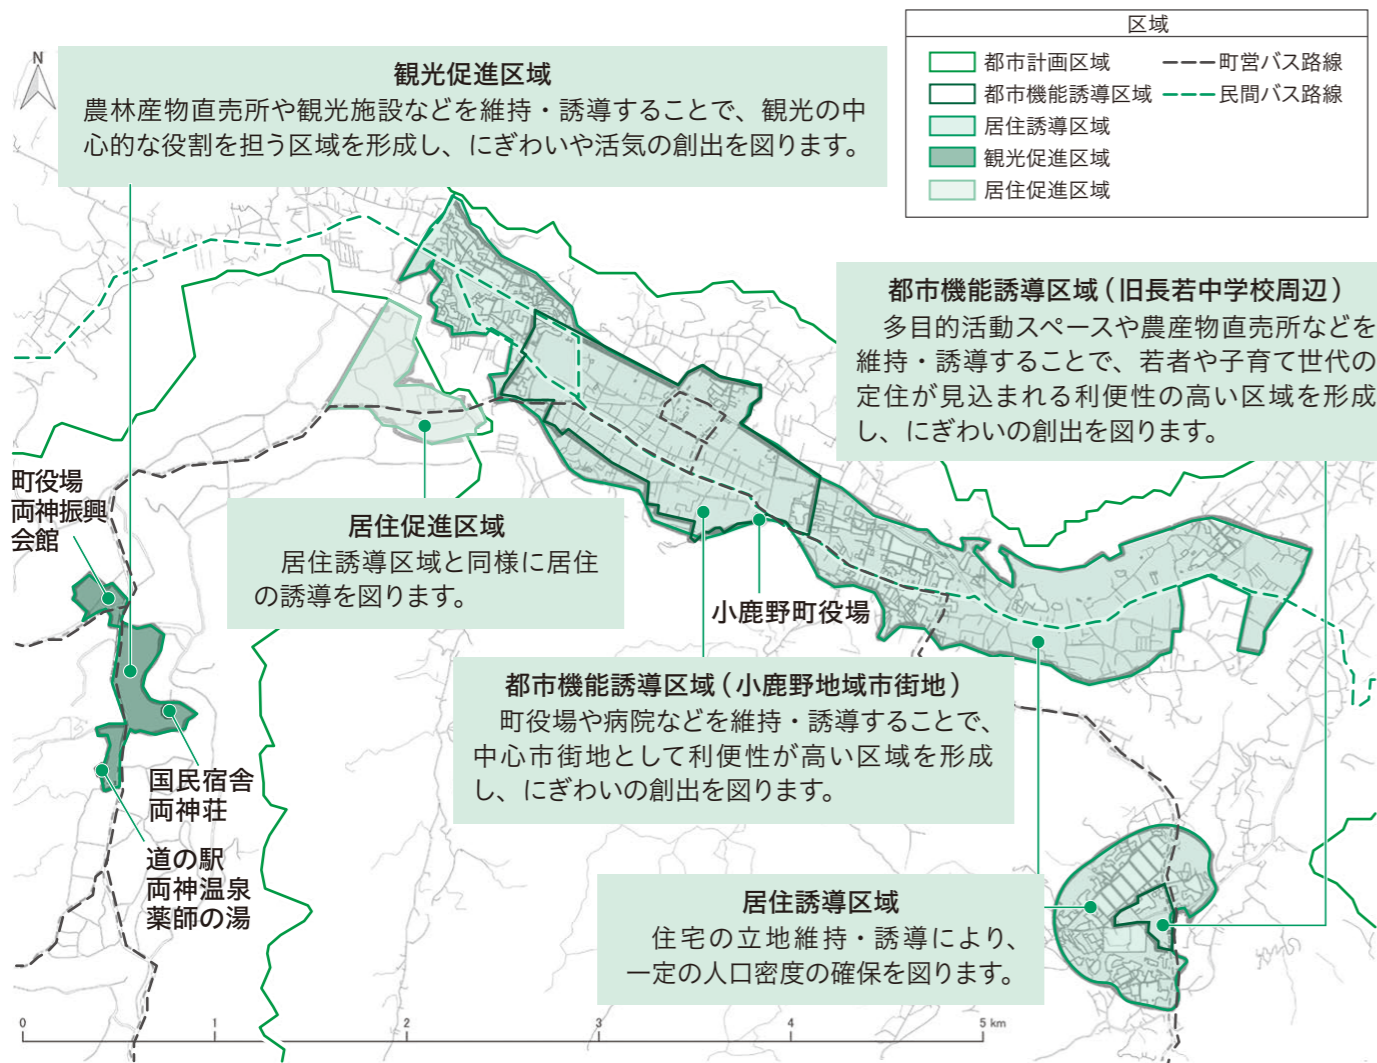 N
観光促進区域
農林産物直売所や観光施設などを維持・誘導することで、観光の中
心的な役割を担う区域を形成し、にぎわいや活気の創出を図ります。
区域
都市計画区域
都市機能誘導区域
居住誘導区域
観光促進区域
居住促進区域
町営バス路線
民間バス路線
都市機能誘導区域（旧長若中学校周辺）
多目的活動スペースや農産物直売所などを
維持・誘導することで、若者や子育て世代の
定住が見込まれる利便性の高い区域を形成
し、にぎわいの創出を図ります。
町役場
両神振興
会館
居住促進区域
居住誘導区域と同様に居住
の誘導を図ります。
小鹿野町役場
都市機能誘導区域（小鹿野地域市街地）
町役場や病院などを維持・誘導することで、
中心市街地として利便性が高い区域を形成
し、にぎわいの創出を図ります。
国民宿舎
両神荘
道の駅
両神温泉
薬師の湯
居住誘導区域
住宅の立地維持・誘導により、
一定の人口密度の確保を図ります。
0 1 2 3 4 5 km